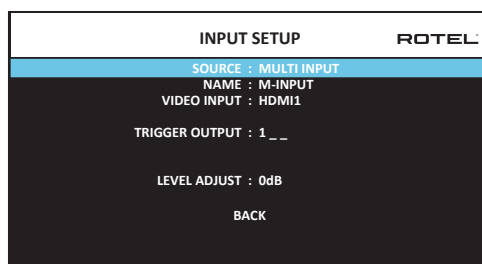 INPUT SETUP ROTEL
SOURCE : MULTI INPUT
NAME : M-INPUT
VIDEO INPUT : HDMI1
TRIGGER OUTPUT : 1 _ _
LEVEL ADJUST : 0dB
BACK